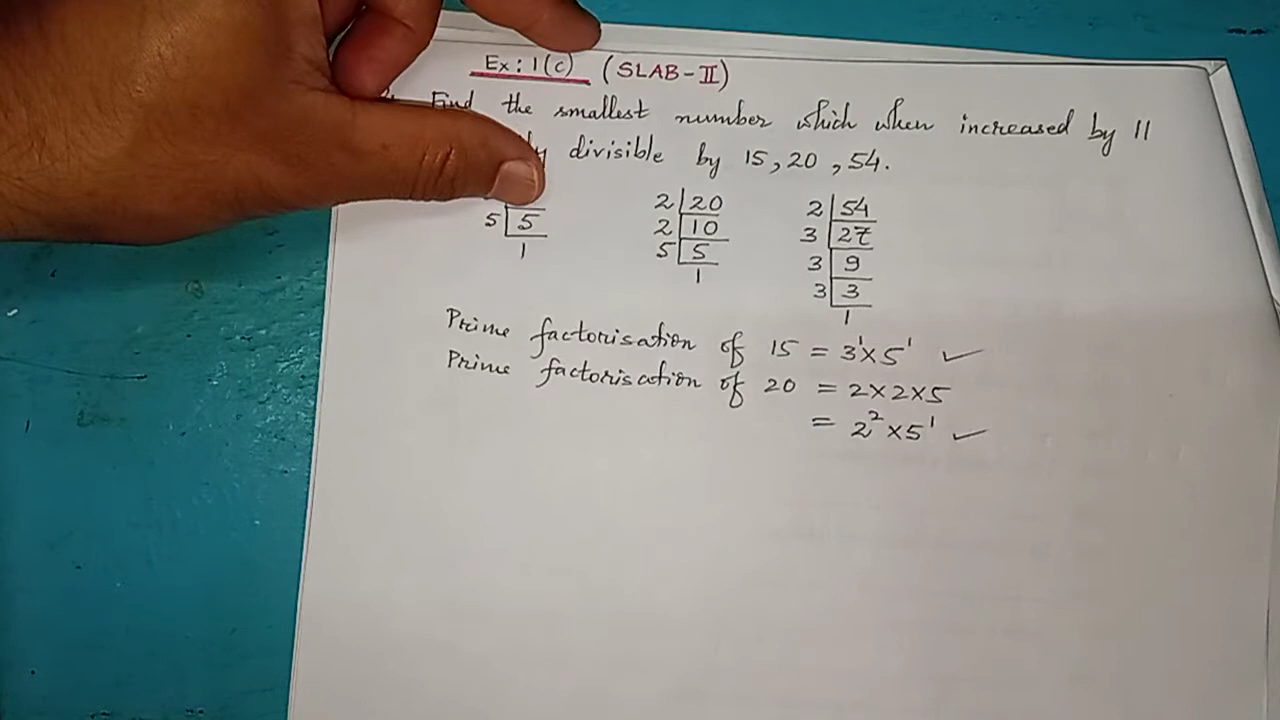 Ex: 1(c) (SLAB-II)
Find the smallest number which when increased by 11
divisible by 15, 20, 54.
5 | 5
1
2 | 20
2 | 10
5 | 5
1
2 | 54
3 | 27
3 | 9
3 | 3
1
Prime factorisation of 15 = 3¹×5¹ ✓
Prime factorisation of 20 = 2×2×5
= 2²×5¹ ✓